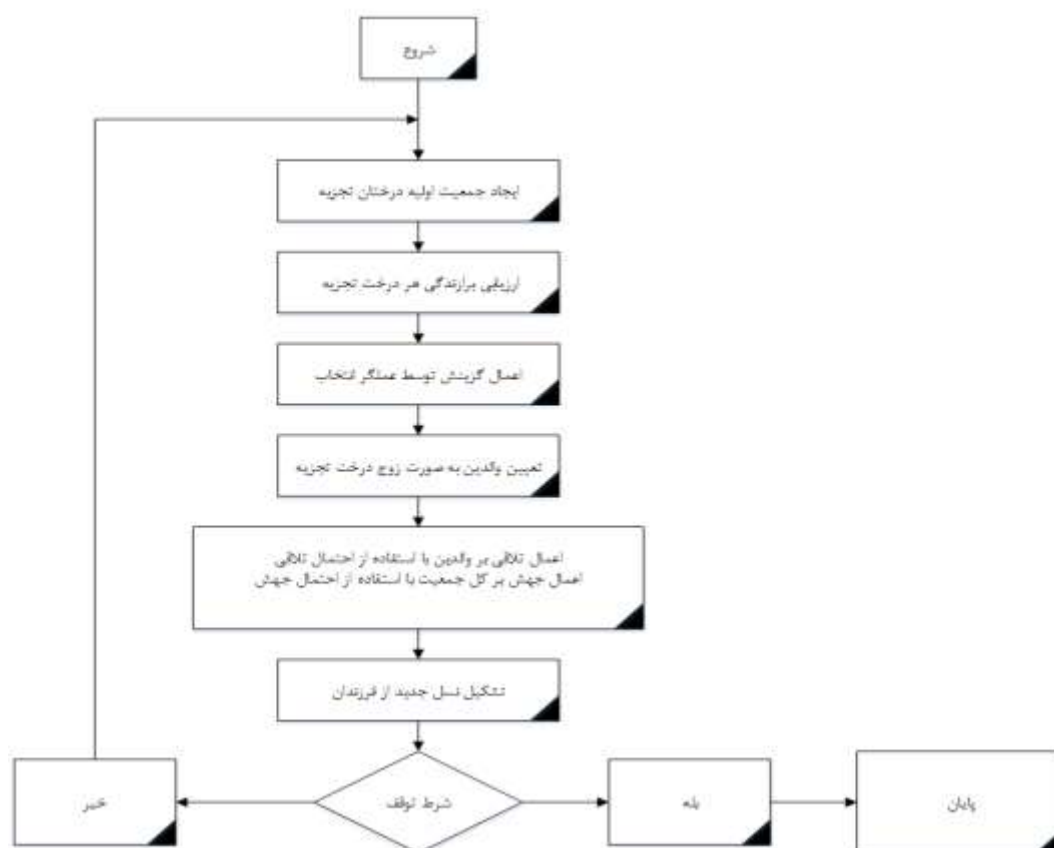 شروع
ایجاد جمعیت اولیه درختان تجزیه
ارزیابی برازندگی هر درخت تجزیه
اعمال گزینش توسط عملگر انتخاب
تعیین والدین به صورت زوج درخت تجزیه
اعمال تلاقی بر والدین با استفاده از احتمال تلاقی
اعمال جهش بر کل جمعیت با استفاده از احتمال جهش
تشکیل نسل جدید از فرزندان
شرط توقف
خیر
بله
پایان